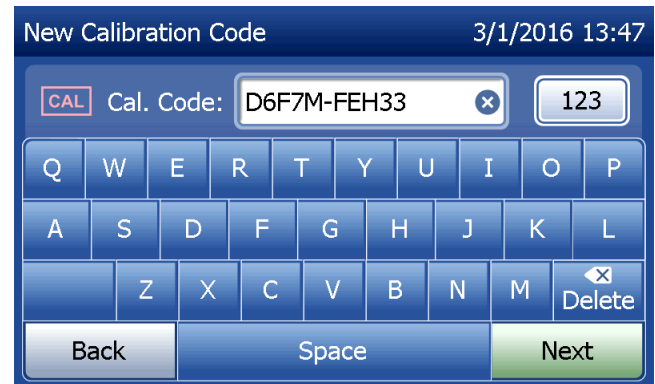 New Calibration Code 3/1/2016 13:47
CAL Cal. Code: D6F7M-FEH33 123
Q W E R T Y U I O P
A S D F G H J K L
Z X C V B N M Delete
Back Space Next